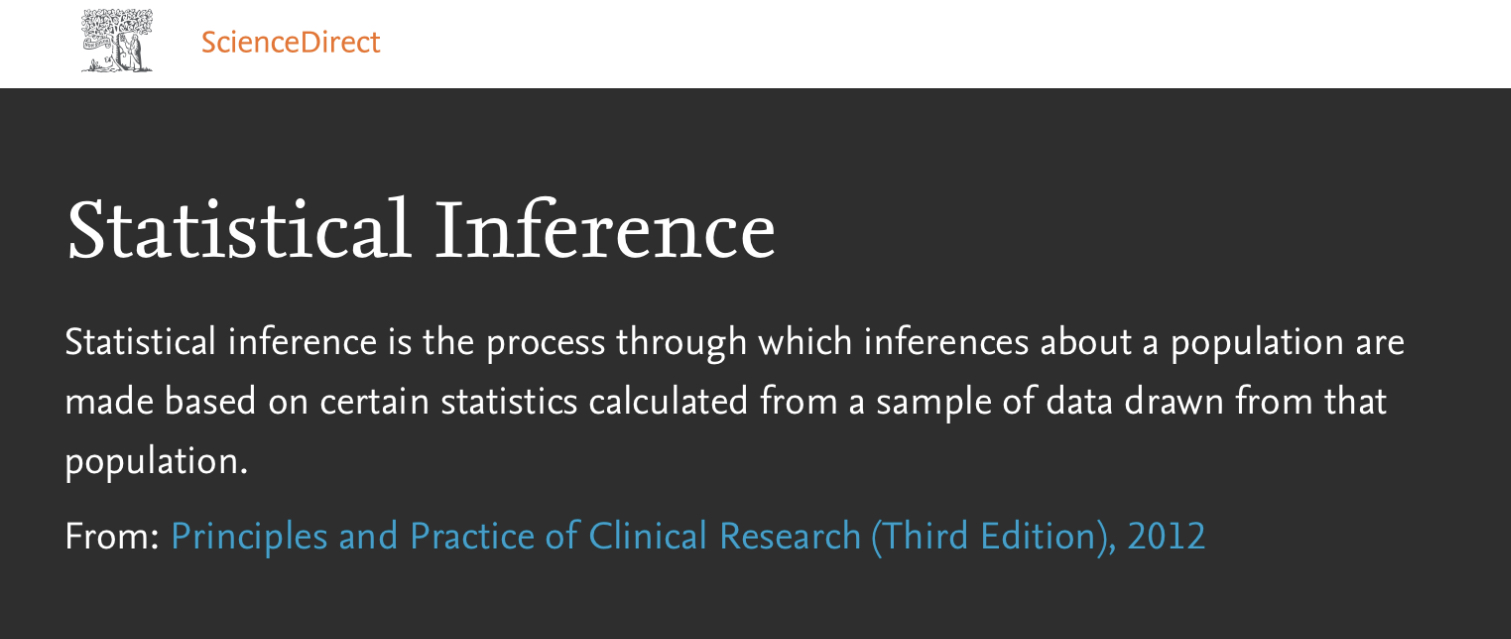 ScienceDirect
Statistical Inference
Statistical inference is the process through which inferences about a population are
made based on certain statistics calculated from a sample of data drawn from that
population.
From: Principles and Practice of Clinical Research (Third Edition), 2012